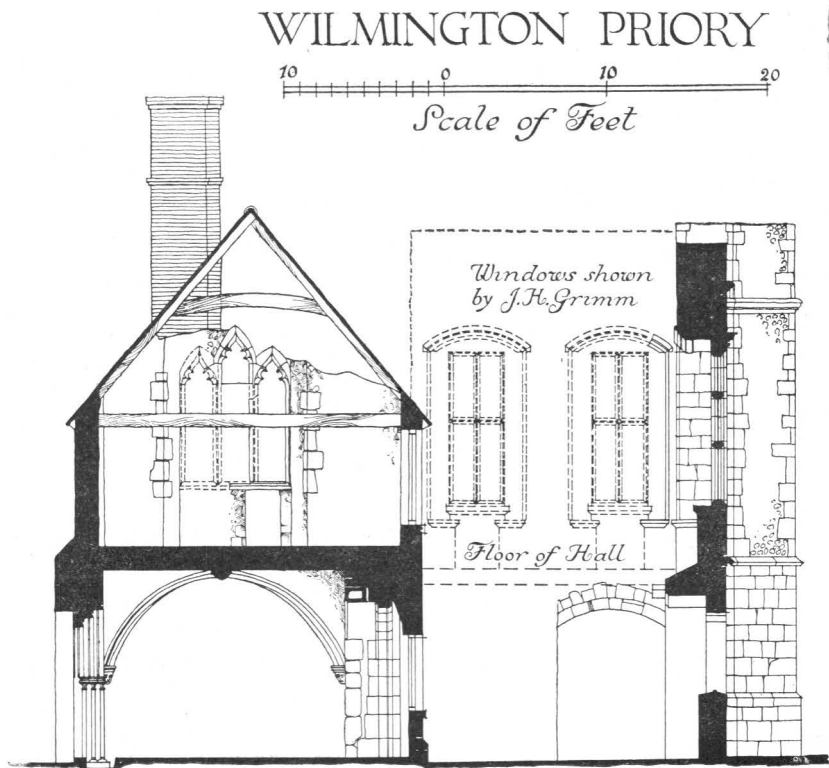 WILMINGTON PRIORY
10 0 10 20
Scale of Feet
Windows shown
by J.H.Grimm
Floor of Hall